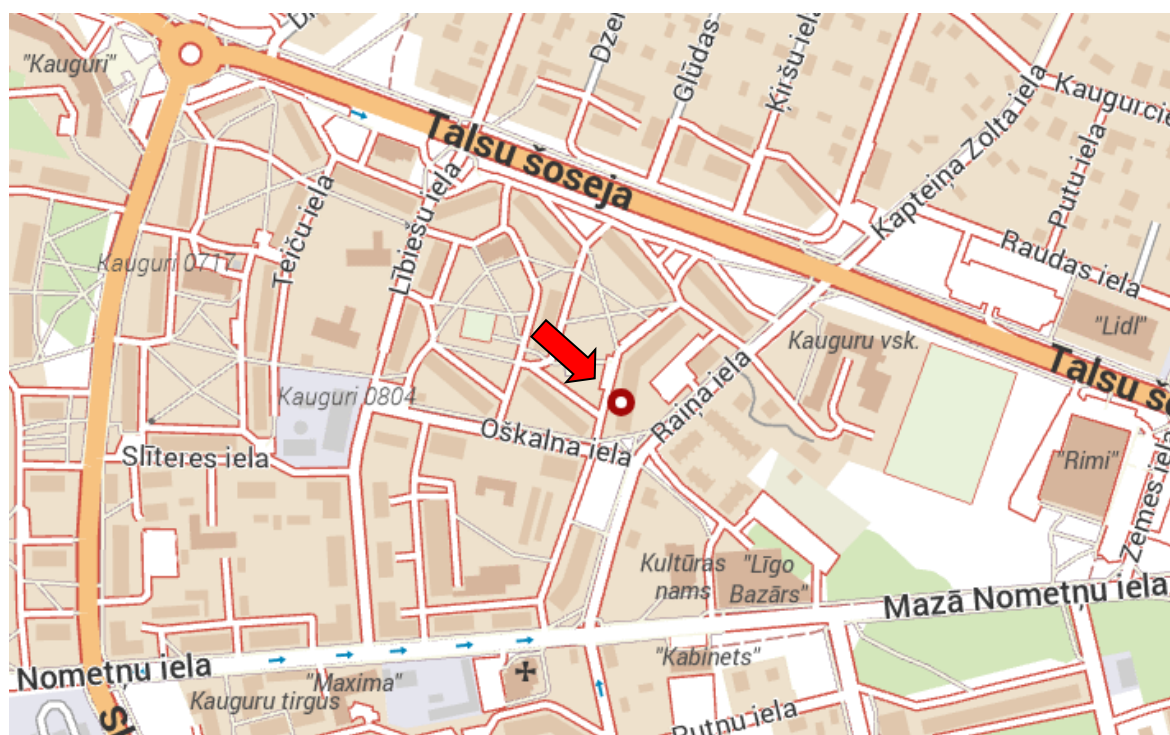 "Kauguri"
Talsu šoseja
Glūdas
Ķiršu iela
Kapteiņa Zolta iela
Putu iela
Raudas iela
"Lidl"
Teiču iela
Lībiešu iela
Kauguri 0717
Kauguru vsk.
Talsu
Raiņa iela
Kauguri 0804
Oškalna iela
Slīteres iela
"Rimi"
Zemes iela
Kultūras
nams
"Līgo
Bazārs"
Mazā Nometņu iela
Nometņu iela
"Maxima"
Kauguru tirgus
"Kabinets"
Putņu iela